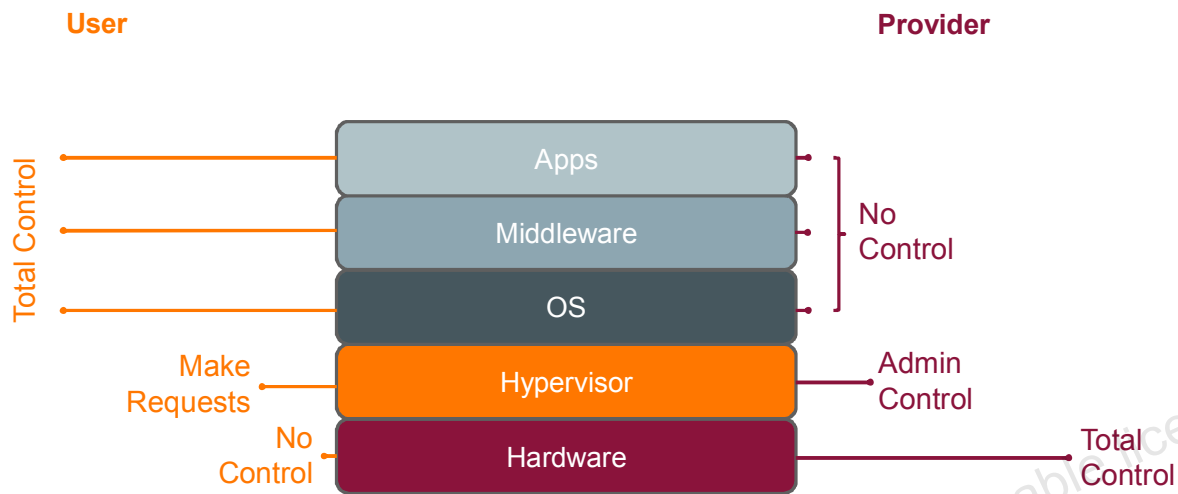 User
Provider
Total Control
Apps
Middleware
OS
No
Control
Make
Requests
Hypervisor
Admin
Control
No
Control
Hardware
Total
Control